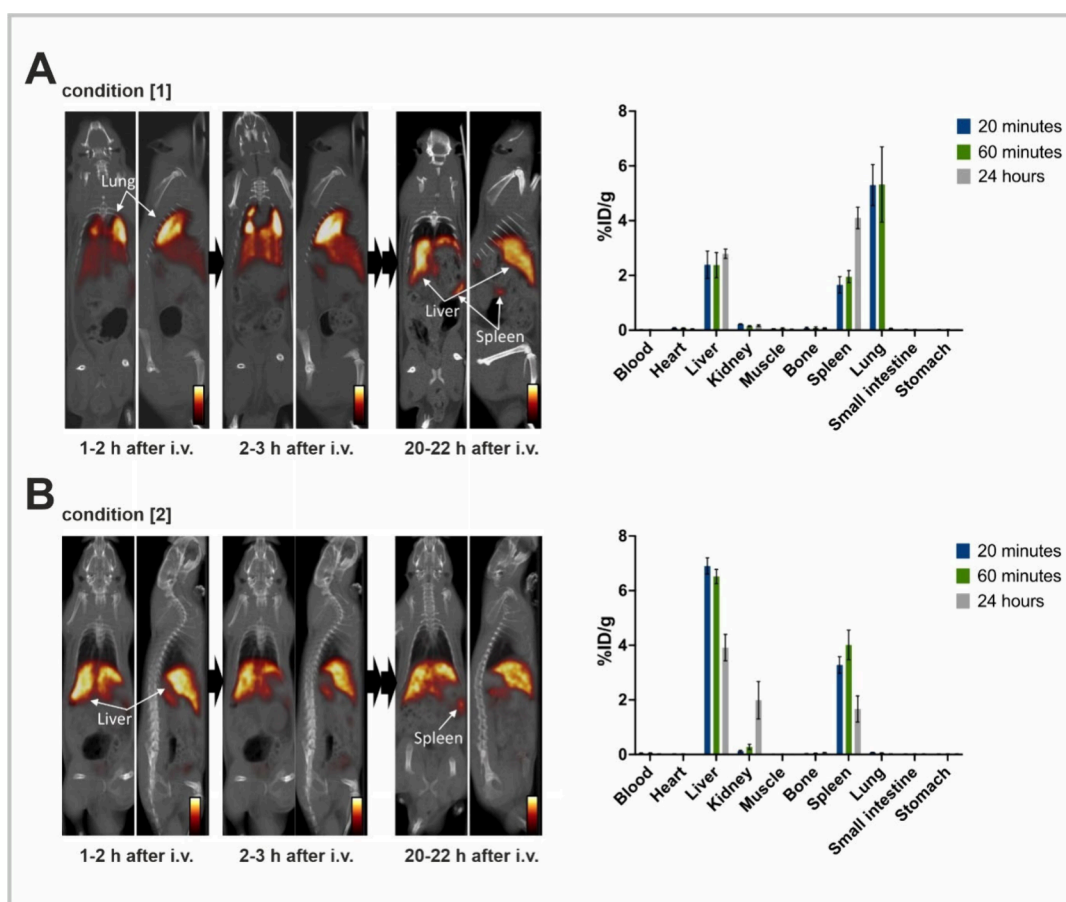 A
condition [1]
Lung
Liver
Spleen
1-2 h after i.v.
2-3 h after i.v.
20-22 h after i.v.
%ID/g
8
6
4
2
0
20 minutes
60 minutes
24 hours
Blood
Heart
Liver
Kidney
Muscle
Bone
Spleen
Lung
Small intestine
Stomach
B
condition [2]
Liver
Spleen
1-2 h after i.v.
2-3 h after i.v.
20-22 h after i.v.
%ID/g
8
6
4
2
0
20 minutes
60 minutes
24 hours
Blood
Heart
Liver
Kidney
Muscle
Bone
Spleen
Lung
Small intestine
Stomach